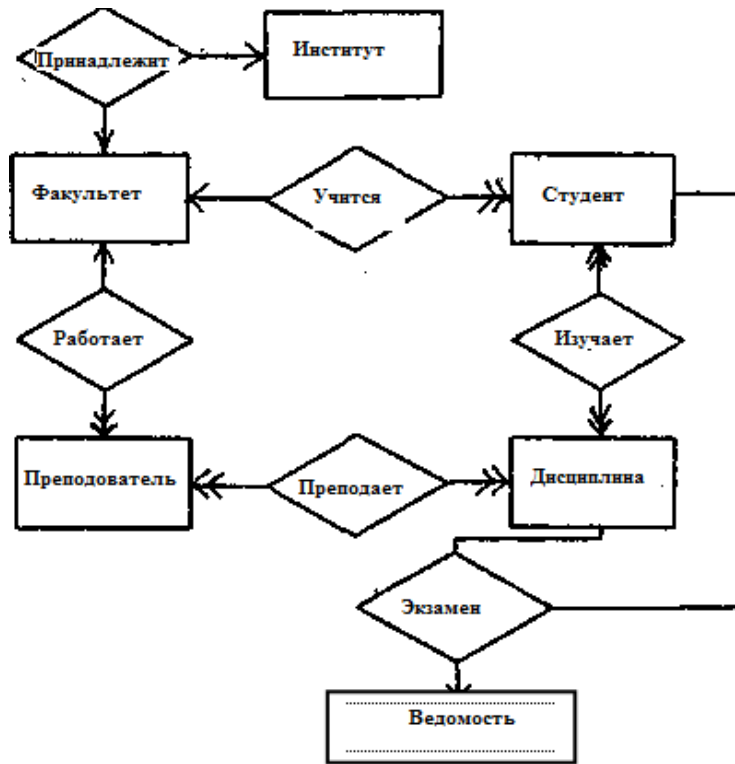 Институт
Принадлежит
Факультет
Учится
Студент
Работает
Изучает
Преподователь
Преподает
Дисциплина
Экзамен
Ведомость